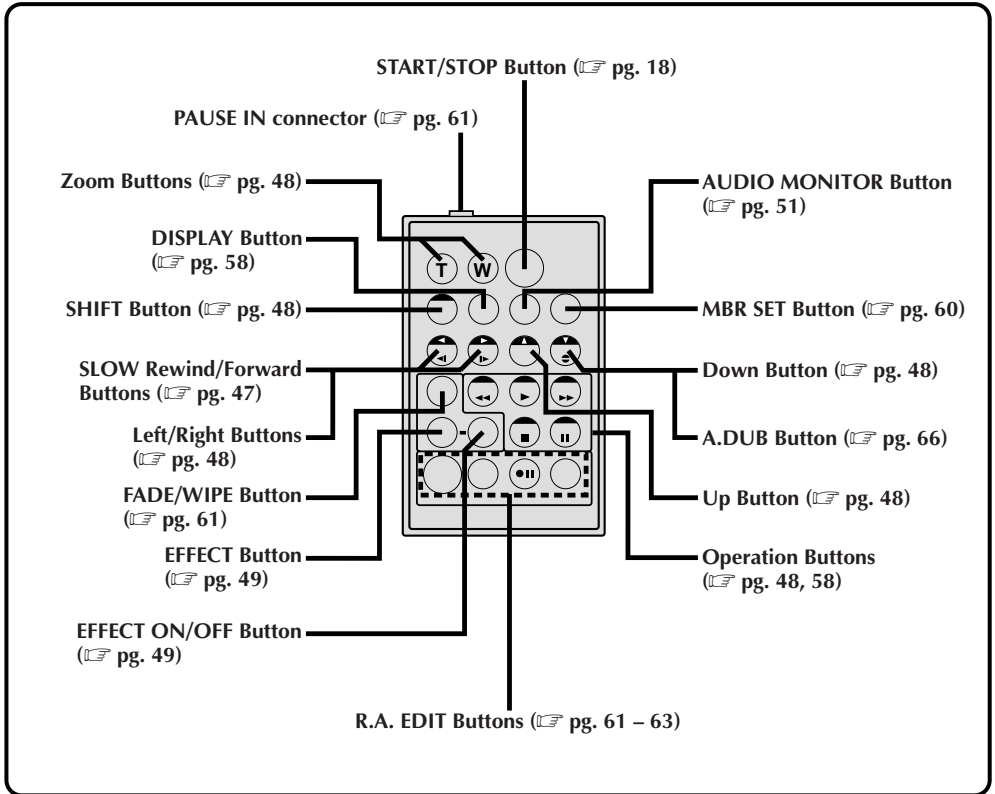 START/STOP Button (☞ pg. 18)
PAUSE IN connector (☞ pg. 61)
Zoom Buttons (☞ pg. 48)
AUDIO MONITOR Button
(☞ pg. 51)
DISPLAY Button
(☞ pg. 58)
T W
SHIFT Button (☞ pg. 48)
MBR SET Button (☞ pg. 60)
SLOW Rewind/Forward
Buttons (☞ pg. 47)
Down Button (☞ pg. 48)
Left/Right Buttons
(☞ pg. 48)
A.DUB Button (☞ pg. 66)
FADE/WIPE Button
(☞ pg. 61)
Up Button (☞ pg. 48)
EFFECT Button
(☞ pg. 49)
Operation Buttons
(☞ pg. 48, 58)
EFFECT ON/OFF Button
(☞ pg. 49)
R.A. EDIT Buttons (☞ pg. 61 – 63)